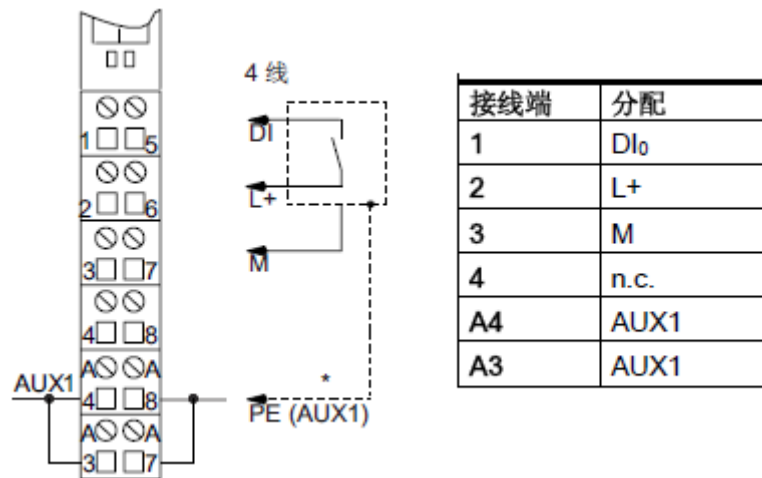 1 5
2 6
3 7
4 8
A A
4 8
A A
3 7
AUX1
4 线
DI
L+
M
*
PE (AUX1)
接线端 分配
1 DI₀
2 L+
3 M
4 n.c.
A4 AUX1
A3 AUX1